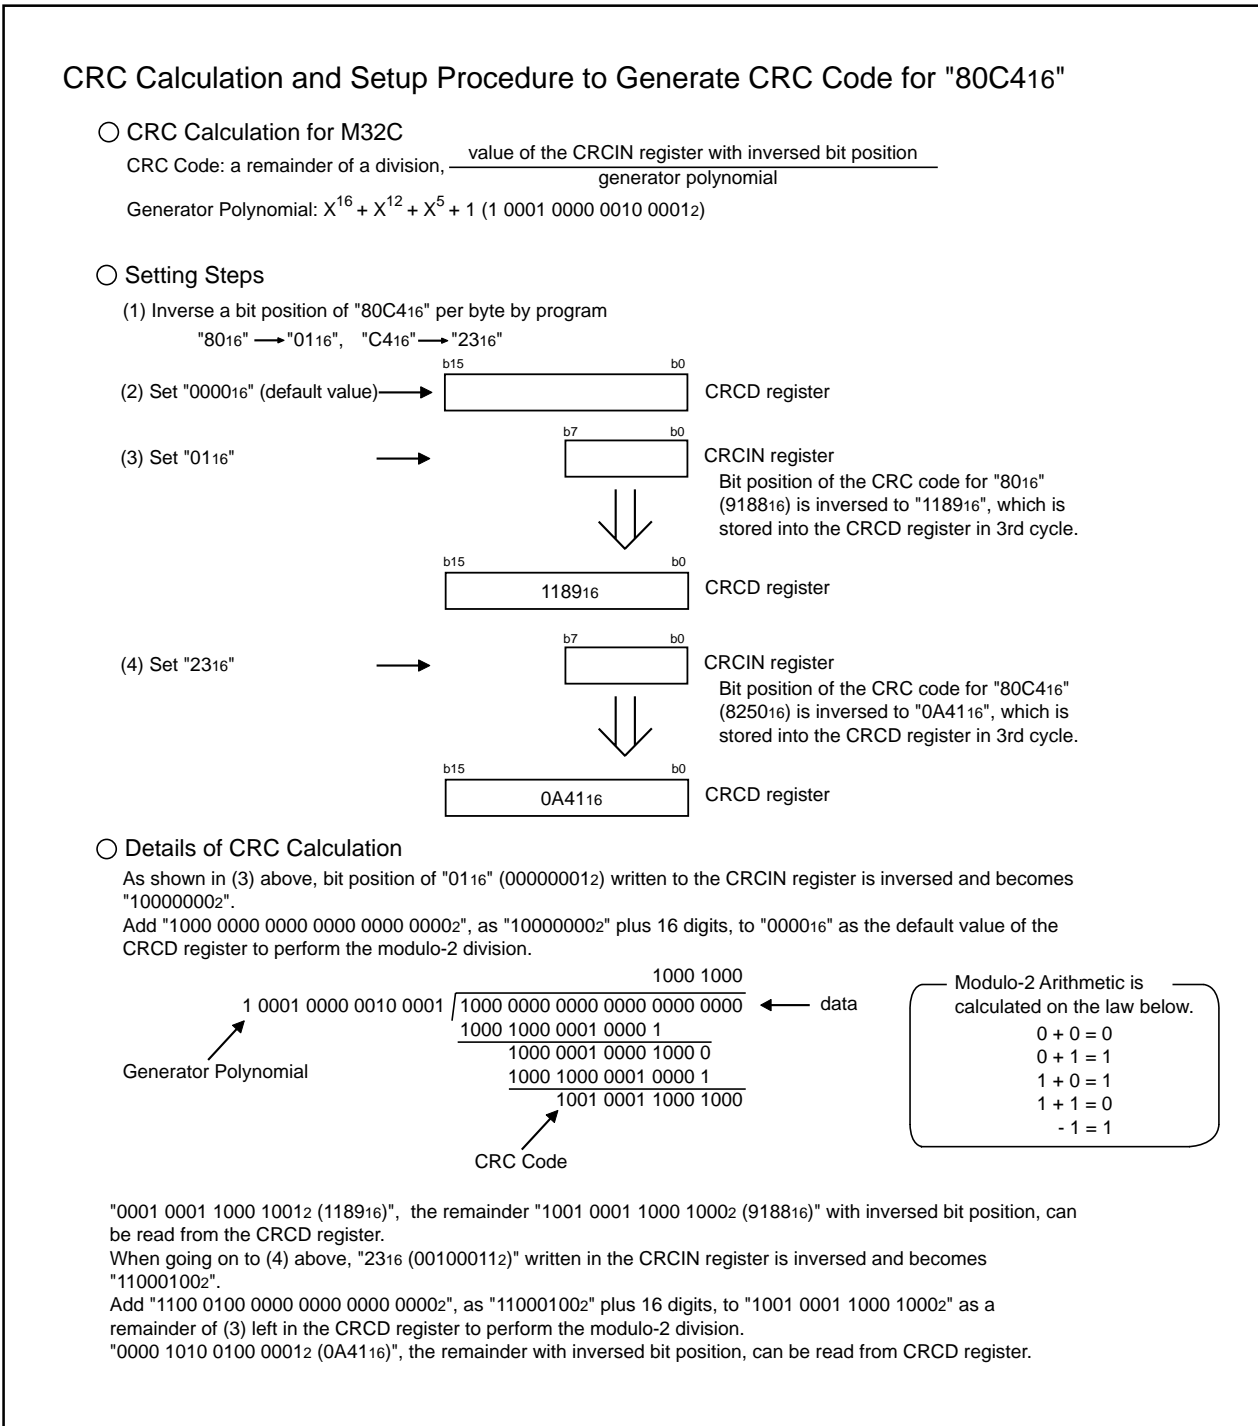 CRC Calculation and Setup Procedure to Generate CRC Code for "80C416"
CRC Calculation for M32C
value of the CRCIN register with inversed bit position
CRC Code: a remainder of a division,
generator polynomial
Generator Polynomial: X16 + X12 + X5 + 1 (1 0001 0000 0010 00012)
Setting Steps
(1) Inverse a bit position of "80C416" per byte by program
"8016" → "0116", "C416" → "2316"
b15 b0
(2) Set "000016" (default value) → CRCD register
b7 b0
(3) Set "0116" → CRCIN register
Bit position of the CRC code for "8016"
(918816) is inversed to "118916", which is
stored into the CRCD register in 3rd cycle.
b15 b0
118916 CRCD register
b7 b0
(4) Set "2316" → CRCIN register
Bit position of the CRC code for "80C416"
(825016) is inversed to "0A4116", which is
stored into the CRCD register in 3rd cycle.
b15 b0
0A4116 CRCD register
Details of CRC Calculation
As shown in (3) above, bit position of "0116" (000000012) written to the CRCIN register is inversed and becomes
"100000002".
Add "1000 0000 0000 0000 0000 00002", as "100000002" plus 16 digits, to "000016" as the default value of the
CRCD register to perform the modulo-2 division.
1000 1000
1 0001 0000 0010 0001 1000 0000 0000 0000 0000 0000 ← data
1000 1000 0001 0000 1
1000 0001 0000 1000 0
1000 1000 0001 0000 1
1001 0001 1000 1000
Generator Polynomial
CRC Code
Modulo-2 Arithmetic is
calculated on the law below.
0 + 0 = 0
0 + 1 = 1
1 + 0 = 1
1 + 1 = 0
- 1 = 1
"0001 0001 1000 10012 (118916)", the remainder "1001 0001 1000 10002 (918816)" with inversed bit position, can
be read from the CRCD register.
When going on to (4) above, "2316 (001000112)" written in the CRCIN register is inversed and becomes
"110001002".
Add "1100 0100 0000 0000 0000 00002", as "110001002" plus 16 digits, to "1001 0001 1000 10002" as a
remainder of (3) left in the CRCD register to perform the modulo-2 division.
"0000 1010 0100 00012 (0A4116)", the remainder with inversed bit position, can be read from CRCD register.